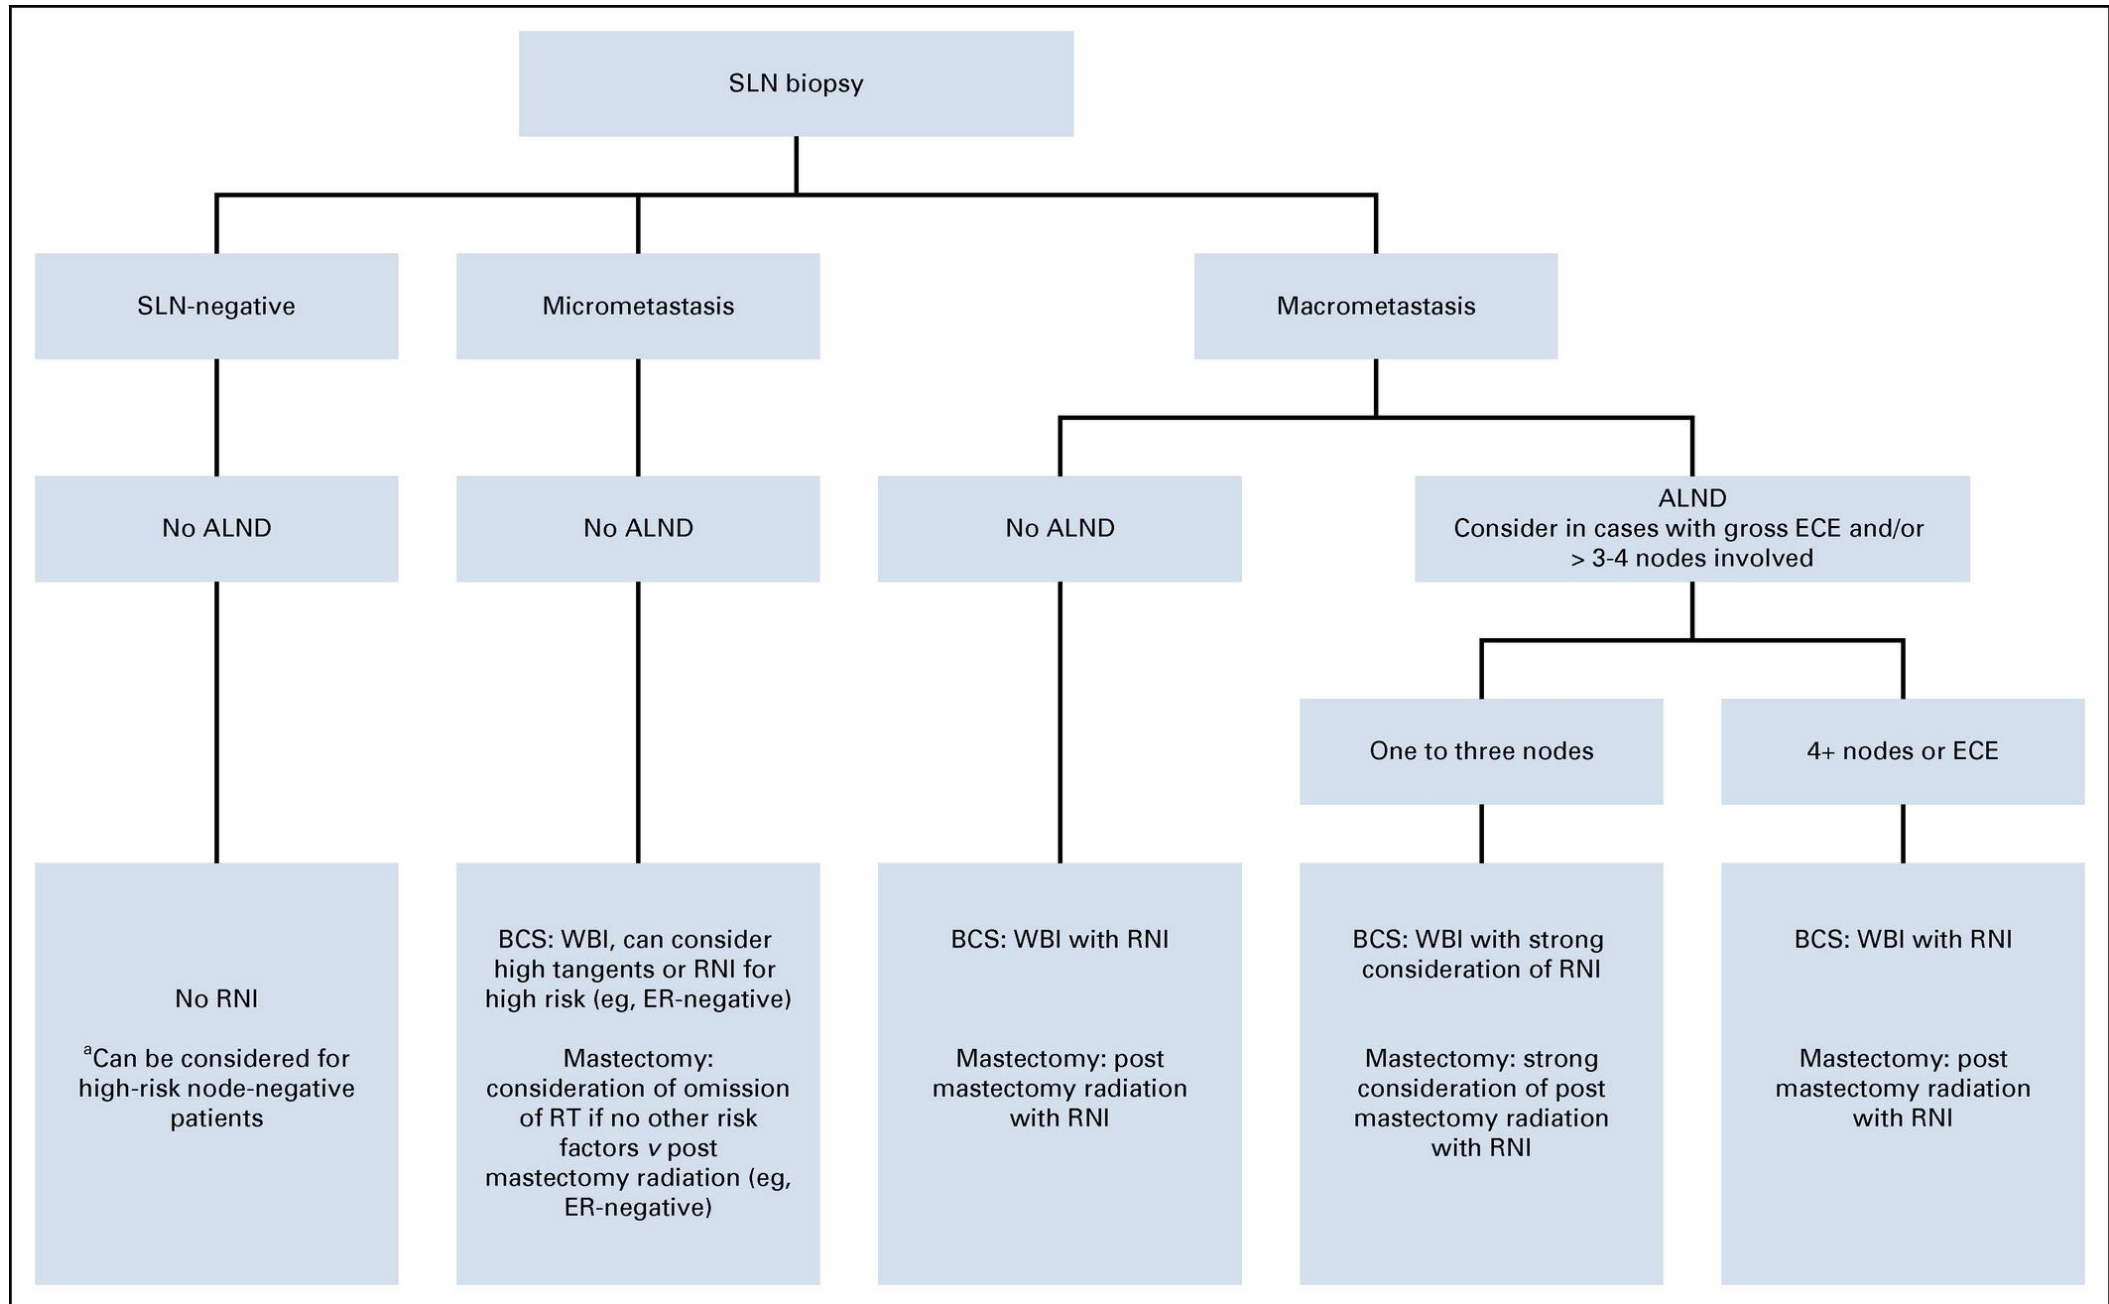 SLN biopsy
SLN-negative
Micrometastasis
Macrometastasis
No ALND
No ALND
No ALND
ALND
Consider in cases with gross ECE and/or
> 3-4 nodes involved
One to three nodes
4+ nodes or ECE
No RNI
ᵃCan be considered for
high-risk node-negative
patients
BCS: WBI, can consider
high tangents or RNI for
high risk (eg, ER-negative)
Mastectomy:
consideration of omission
of RT if no other risk
factors v post
mastectomy radiation (eg,
ER-negative)
BCS: WBI with RNI
Mastectomy: post
mastectomy radiation
with RNI
BCS: WBI with strong
consideration of RNI
Mastectomy: strong
consideration of post
mastectomy radiation
with RNI
BCS: WBI with RNI
Mastectomy: post
mastectomy radiation
with RNI